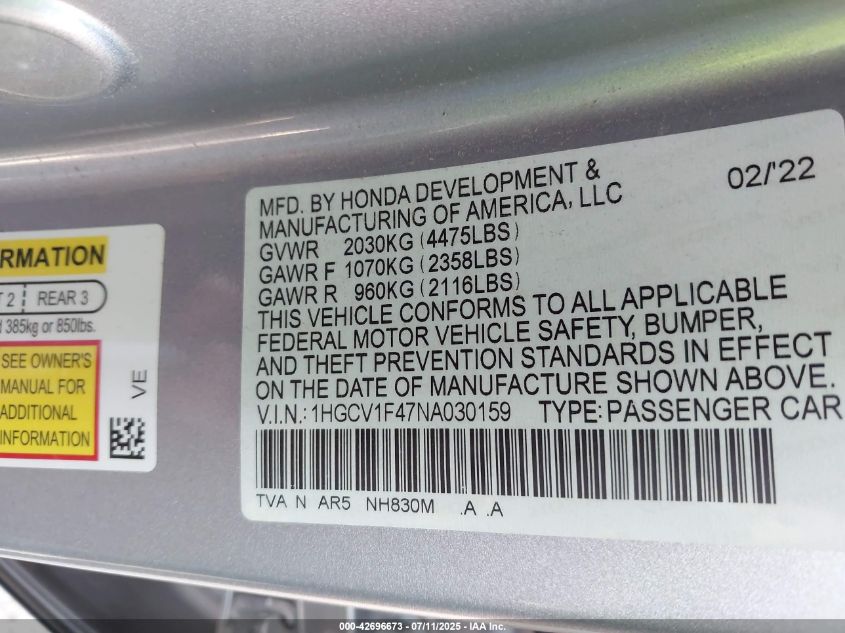 RMATION
T 2 REAR 3
d 385kg or 850lbs.
SEE OWNER'S
MANUAL FOR
ADDITIONAL
INFORMATION
VE
MFD. BY HONDA DEVELOPMENT & 02/'22
MANUFACTURING OF AMERICA, LLC
GVWR 2030KG (4475LBS)
GAWR F 1070KG (2358LBS)
GAWR R 960KG (2116LBS)
THIS VEHICLE CONFORMS TO ALL APPLICABLE
FEDERAL MOTOR VEHICLE SAFETY, BUMPER,
AND THEFT PREVENTION STANDARDS IN EFFECT
ON THE DATE OF MANUFACTURE SHOWN ABOVE.
V.I.N.: 1HGCV1F47NA030159 TYPE: PASSENGER CAR
TVA N AR5 NH830M .A .A
000-42696673 / 07/11/2025 - IAA Inc.